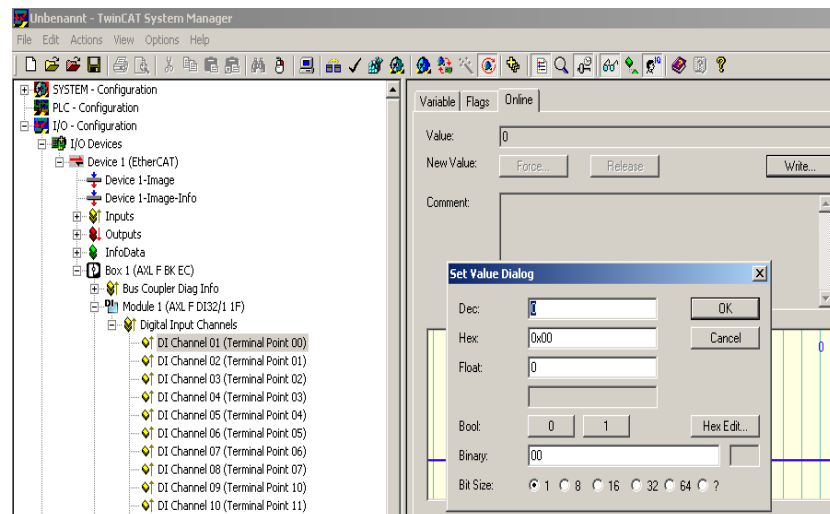 Unbenannt - TwinCAT System Manager
File Edit Actions View Options Help
SYSTEM - Configuration
PLC - Configuration
I/O - Configuration
I/O Devices
Device 1 (EtherCAT)
Device 1-Image
Device 1-Image-Info
Inputs
Outputs
InfoData
Box 1 (AXL F BK EC)
Bus Coupler Diag Info
Module 1 (AXL F DI32/1 1F)
Digital Input Channels
DI Channel 01 (Terminal Point 00)
DI Channel 02 (Terminal Point 01)
DI Channel 03 (Terminal Point 02)
DI Channel 04 (Terminal Point 03)
DI Channel 05 (Terminal Point 04)
DI Channel 06 (Terminal Point 05)
DI Channel 07 (Terminal Point 06)
DI Channel 08 (Terminal Point 07)
DI Channel 09 (Terminal Point 10)
DI Channel 10 (Terminal Point 11)
Variable Flags Online
Value: 0
New Value: Force... Release Write...
Comment:
0
Set Value Dialog
Dec: 0 OK
Hex: 0x00 Cancel
Float: 0
Bool: 0 1 Hex Edit...
Binary: 00
Bit Size: 1 8 16 32 64 ?